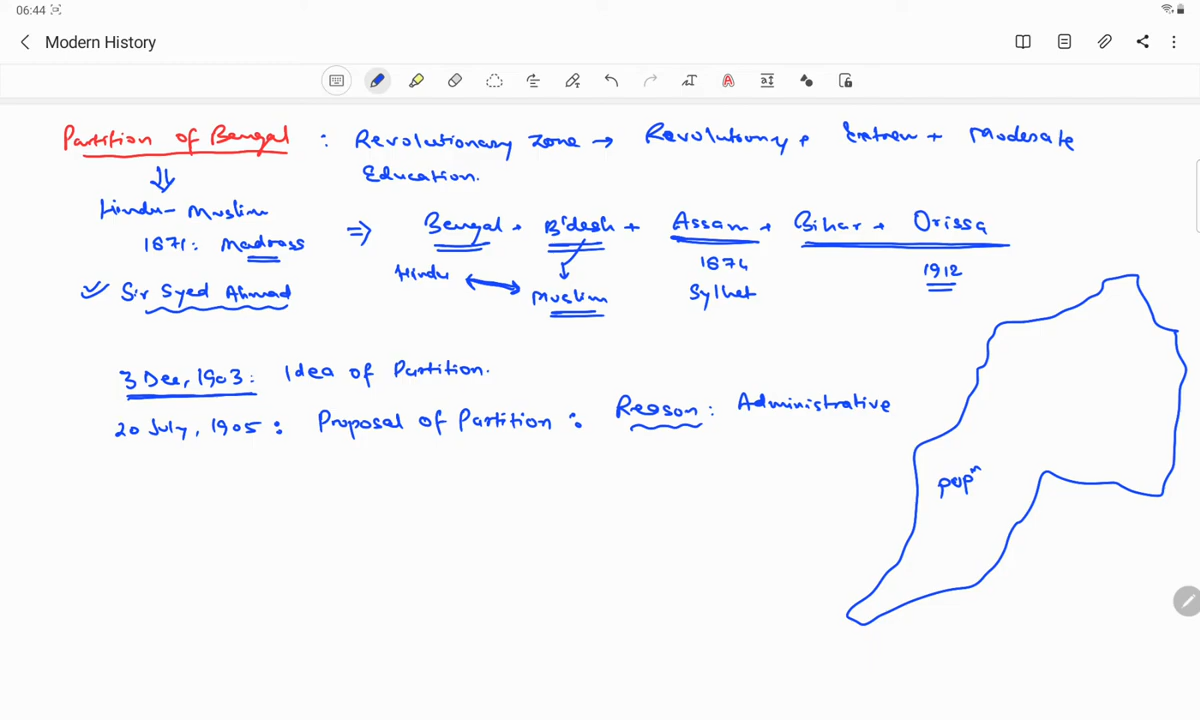 06:44
Modern History
Partition of Bengal : Revolutionary Zone → Revolutionary + Extrem + Moderate
Education.
Hindu - Muslim
1871: Madrass
Sir Syed Ahmad
⇒ Bengal + B'desh + Assam + Bihar + Orissa
Hindu ↔ Muslim
1874
Sylhet
1912
3 Dec, 1903: Idea of Partition.
20 July, 1905: Proposal of Partition: Reason: Administrative
popⁿ